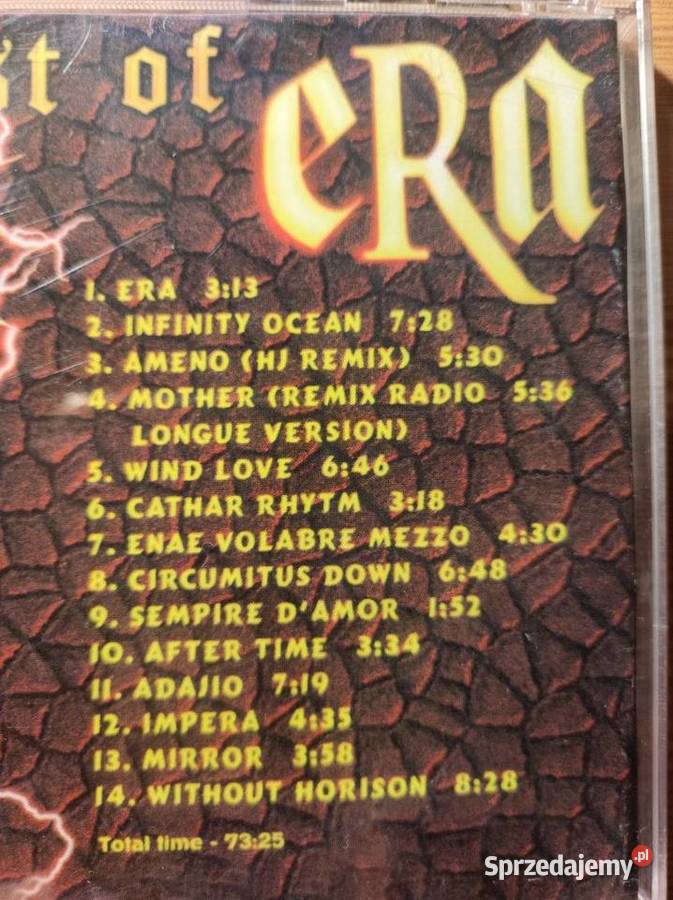 st of eRa
1. ERA 3:13
2. INFINITY OCEAN 7:28
3. AMENO (HJ REMIX) 5:30
4. MOTHER (REMIX RADIO 5:36
LONGUE VERSION)
5. WIND LOVE 6:46
6. CATHAR RHYTM 3:18
7. ENAE VOLABRE MEZZO 4:30
8. CIRCUMITUS DOWN 6:48
9. SEMPIRE D'AMOR 1:52
10. AFTER TIME 3:34
11. ADAJIO 7:19
12. IMPERA 4:35
13. MIRROR 3:58
14. WITHOUT HORISON 8:28
Total time - 73:25
Sprzedajemy.pl